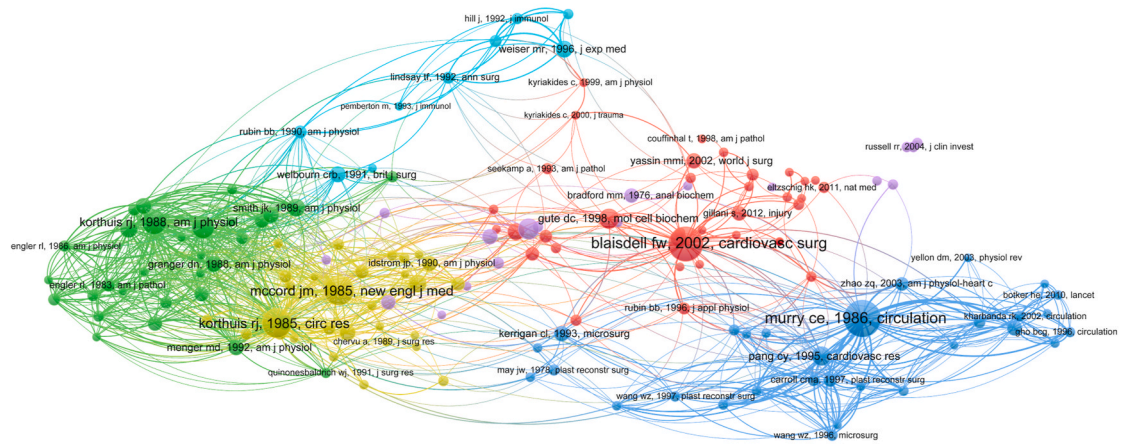 hill j, 1992, j immunol
weiser mr, 1996, j exp med
lindsay tf, 1992, ann surg
kyriakides c, 1999, am j physiol
pemberton m, 1993, j immunol
kyriakides c, 2000, j trauma
rubin bb, 1990, am j physiol
couffinhal t, 1998, am j pathol
russell rr, 2004, j clin invest
yassin mmi, 2002, world j surg
seekamp a, 1993, am j pathol
welbourn crb, 1991, brit j surg
eltzschig hk, 2011, nat med
bradford mm, 1976, anal biochem
smith jk, 1989, am j physiol
korthuis rj, 1988, am j physiol
gute dc, 1998, mol cell biochem
gillani s, 2012, injury
engler rl, 1986, am j physiol
blaisdell fw, 2002, cardiovasc surg
yellon dm, 2003, physiol rev
granger dn, 1988, am j physiol
idstrom jp, 1990, am j physiol
engler rl, 1983, am j pathol
zhao zq, 2003, am j physiol-heart c
mccord jm, 1985, new engl j med
botker he, 2010, lancet
rubin bb, 1996, j appl physiol
kharbanda rk, 2002, circulation
murry ce, 1986, circulation
korthuis rj, 1985, circ res
kerrigan cl, 1993, microsurg
1996, circulation
chervu a, 1989, j surg res
menger md, 1992, am j physiol
pang cy, 1995, cardiovasc res
may jw, 1978, plast reconstr surg
quinonesbaldrich wj, 1991, j surg res
1997, plast reconstr surg
wang wz, 1997, plast reconstr surg
wang wz, 1996, microsurg